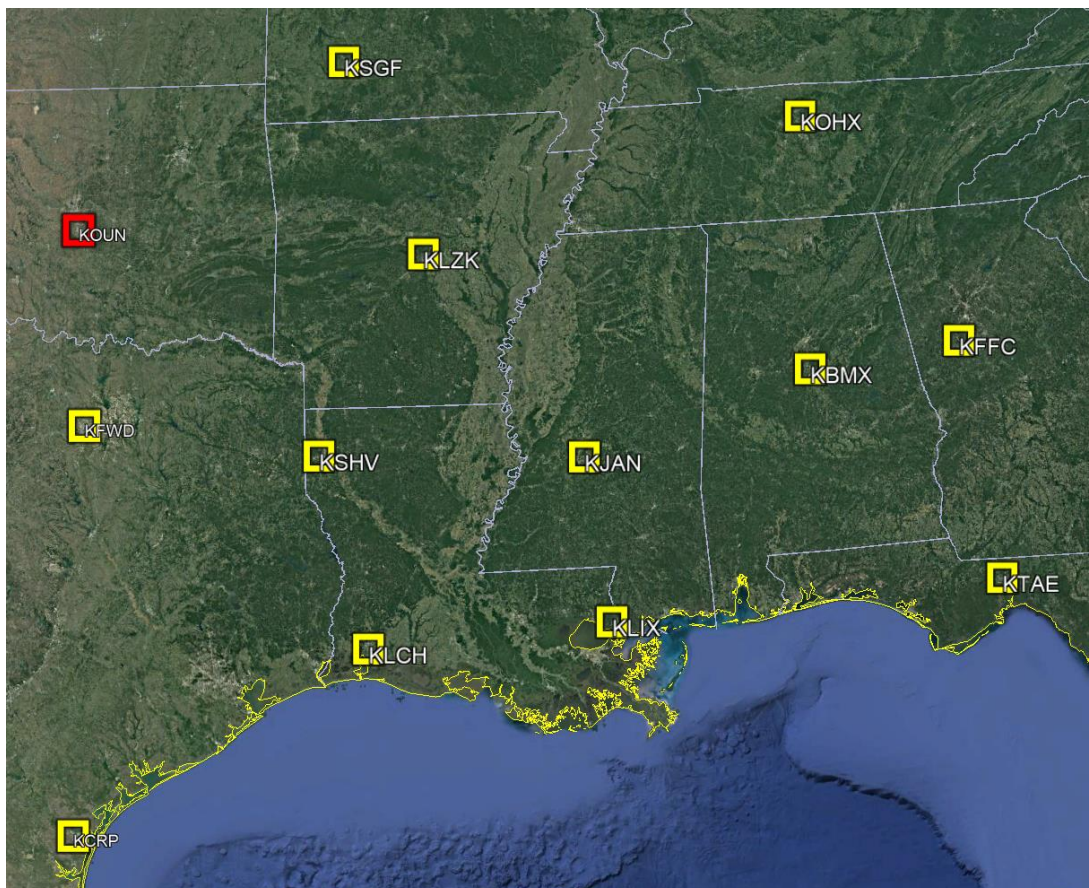 KSGF
KOHX
KOUN
KLZK
KFFC
KBMX
KFWD
KSHV
KJAN
KTAE
KLIX
KLCH
KCRP